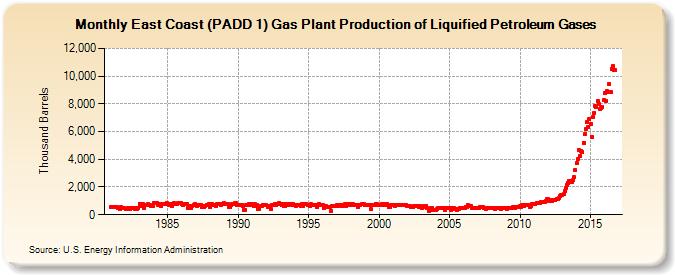 Monthly East Coast (PADD 1) Gas Plant Production of Liquified Petroleum Gases
Thousand Barrels
12,000
10,000
8,000
6,000
4,000
2,000
0
1985 1990 1995 2000 2005 2010 2015
Source: U.S. Energy Information Administration